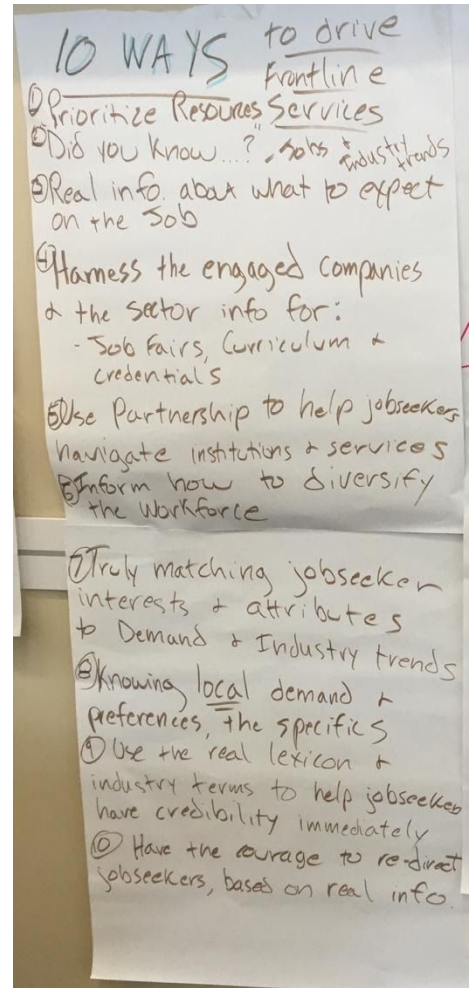 10 WAYS to drive
Frontline
① Prioritize Resources Services
② "Did you know...?", Jobs + industry trends
③ Real info. about what to expect
on the Job
④ Harness the engaged companies
& the sector info for:
- Job Fairs, Curriculum &
credentials
⑤ Use Partnership to help jobseekers
navigate institutions & services
⑥ Inform how to diversify
the workforce
⑦ Truly matching jobseeker
interests & attributes
to Demand & Industry trends
⑧ Knowing local demand &
preferences, the specifics
⑨ Use the real lexicon &
industry terms to help jobseekers
have credibility immediately
⑩ Have the courage to re-direct
jobseekers, based on real info.